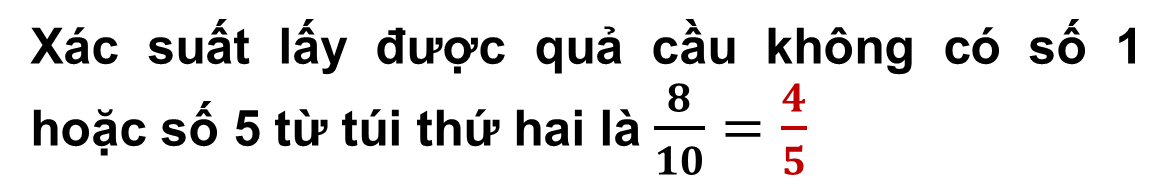 Xác suất lấy được quả cầu không có số 1
hoặc số 5 từ túi thứ hai là 8/10 = 4/5